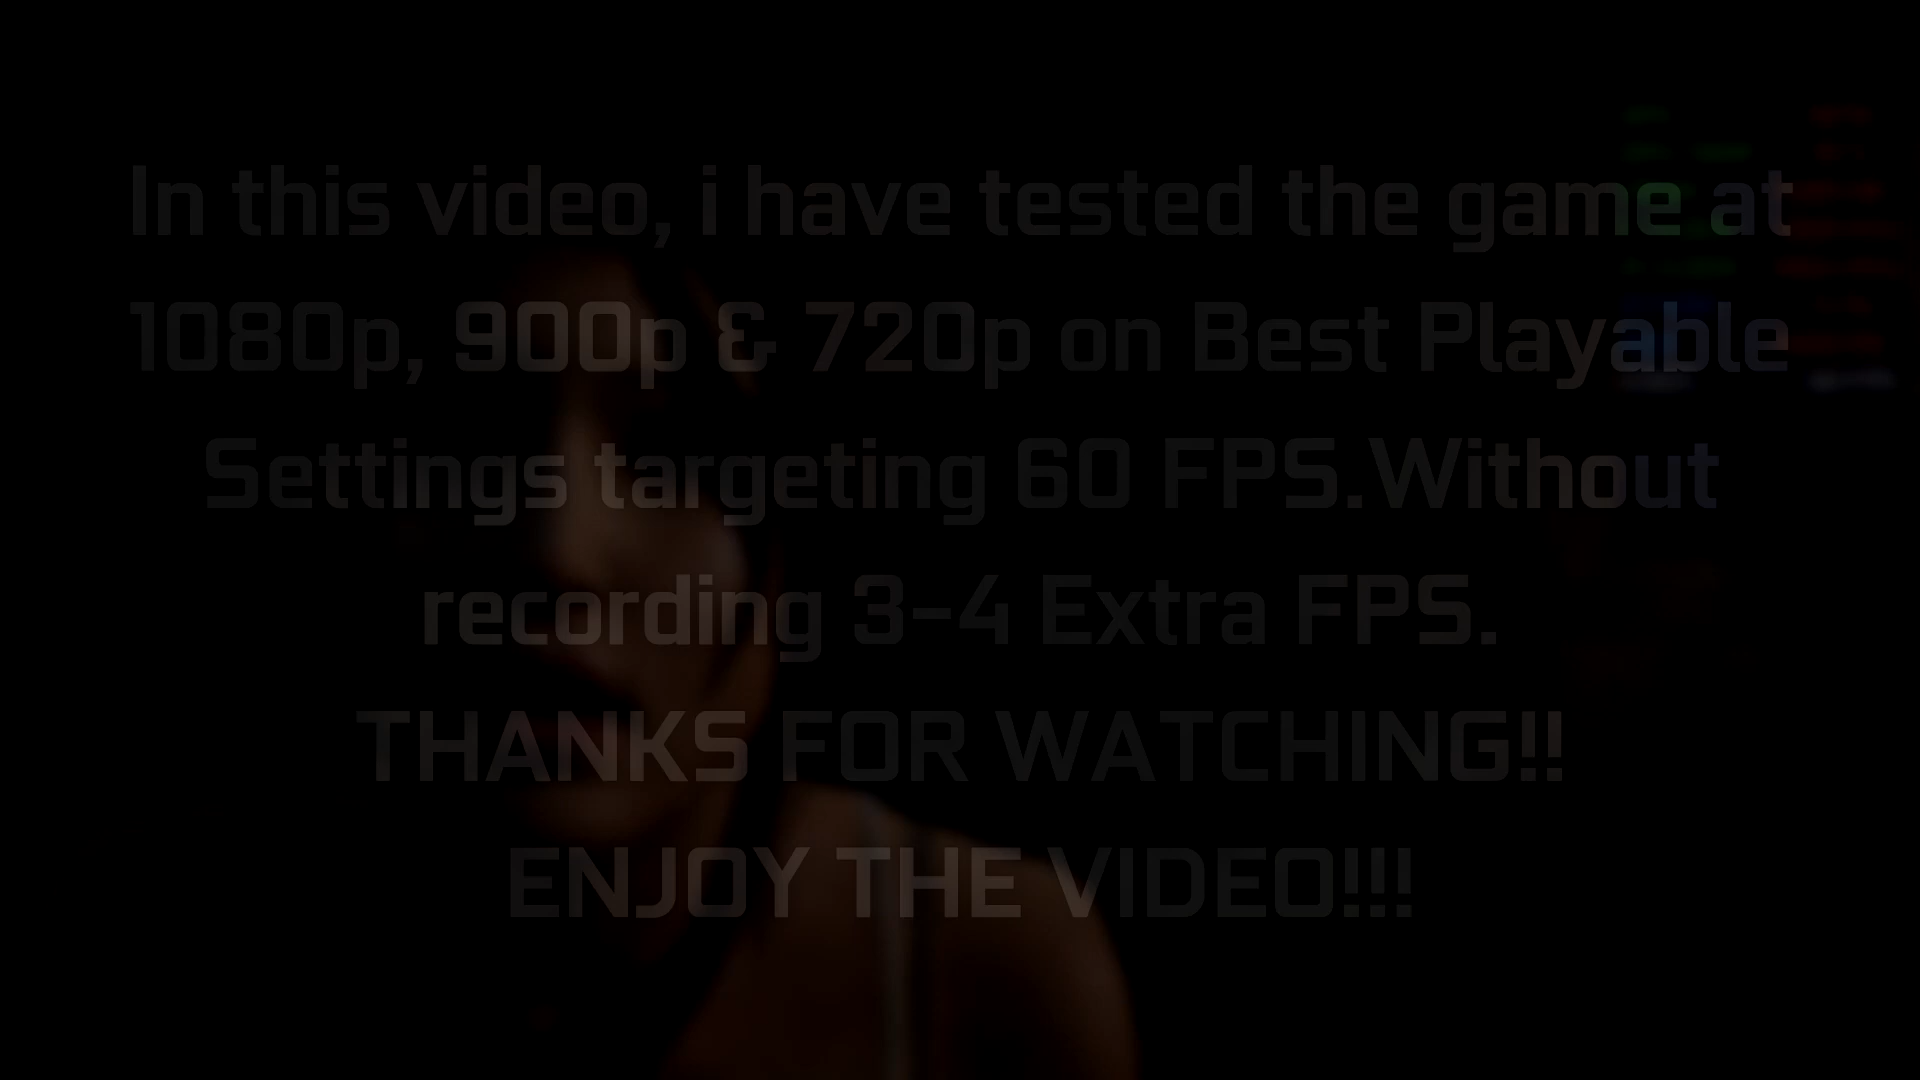 In this video, i have tested the game at
1080p, 900p & 720p on Best Playable
Settings targeting 60 FPS.Without
recording 3-4 Extra FPS.
THANKS FOR WATCHING!!
ENJOY THE VIDEO!!!